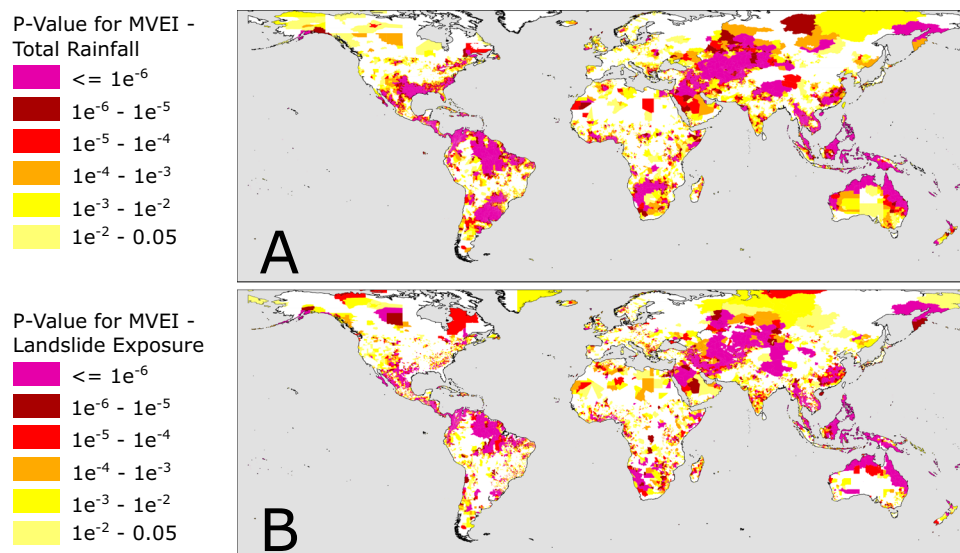 P-Value for MVEI -
Total Rainfall
<= 1e⁻⁶
1e⁻⁶ - 1e⁻⁵
1e⁻⁵ - 1e⁻⁴
1e⁻⁴ - 1e⁻³
1e⁻³ - 1e⁻²
1e⁻² - 0.05
A
P-Value for MVEI -
Landslide Exposure
<= 1e⁻⁶
1e⁻⁶ - 1e⁻⁵
1e⁻⁵ - 1e⁻⁴
1e⁻⁴ - 1e⁻³
1e⁻³ - 1e⁻²
1e⁻² - 0.05
B